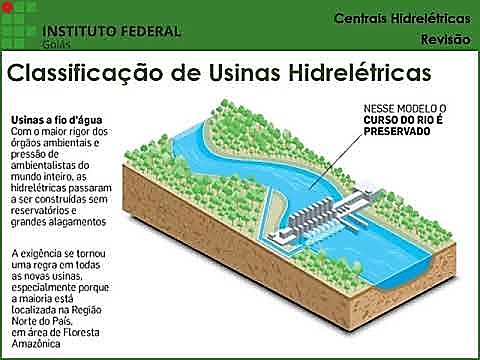 INSTITUTO FEDERAL
Goiás
Centrais Hidrelétricas
Revisão
Classificação de Usinas Hidrelétricas
Usinas a fio d'água
Com o maior rigor dos
órgãos ambientais e
pressão de
ambientalistas do
mundo inteiro, as
hidrelétricas passaram
a ser construídas sem
reservatórios e
grandes alagamentos
A exigência se tornou
uma regra em todas
as novas usinas,
especialmente porque
a maioria está
localizada na Região
Norte do País,
em área de Floresta
Amazônica
NESSE MODELO O
CURSO DO RIO É
PRESERVADO